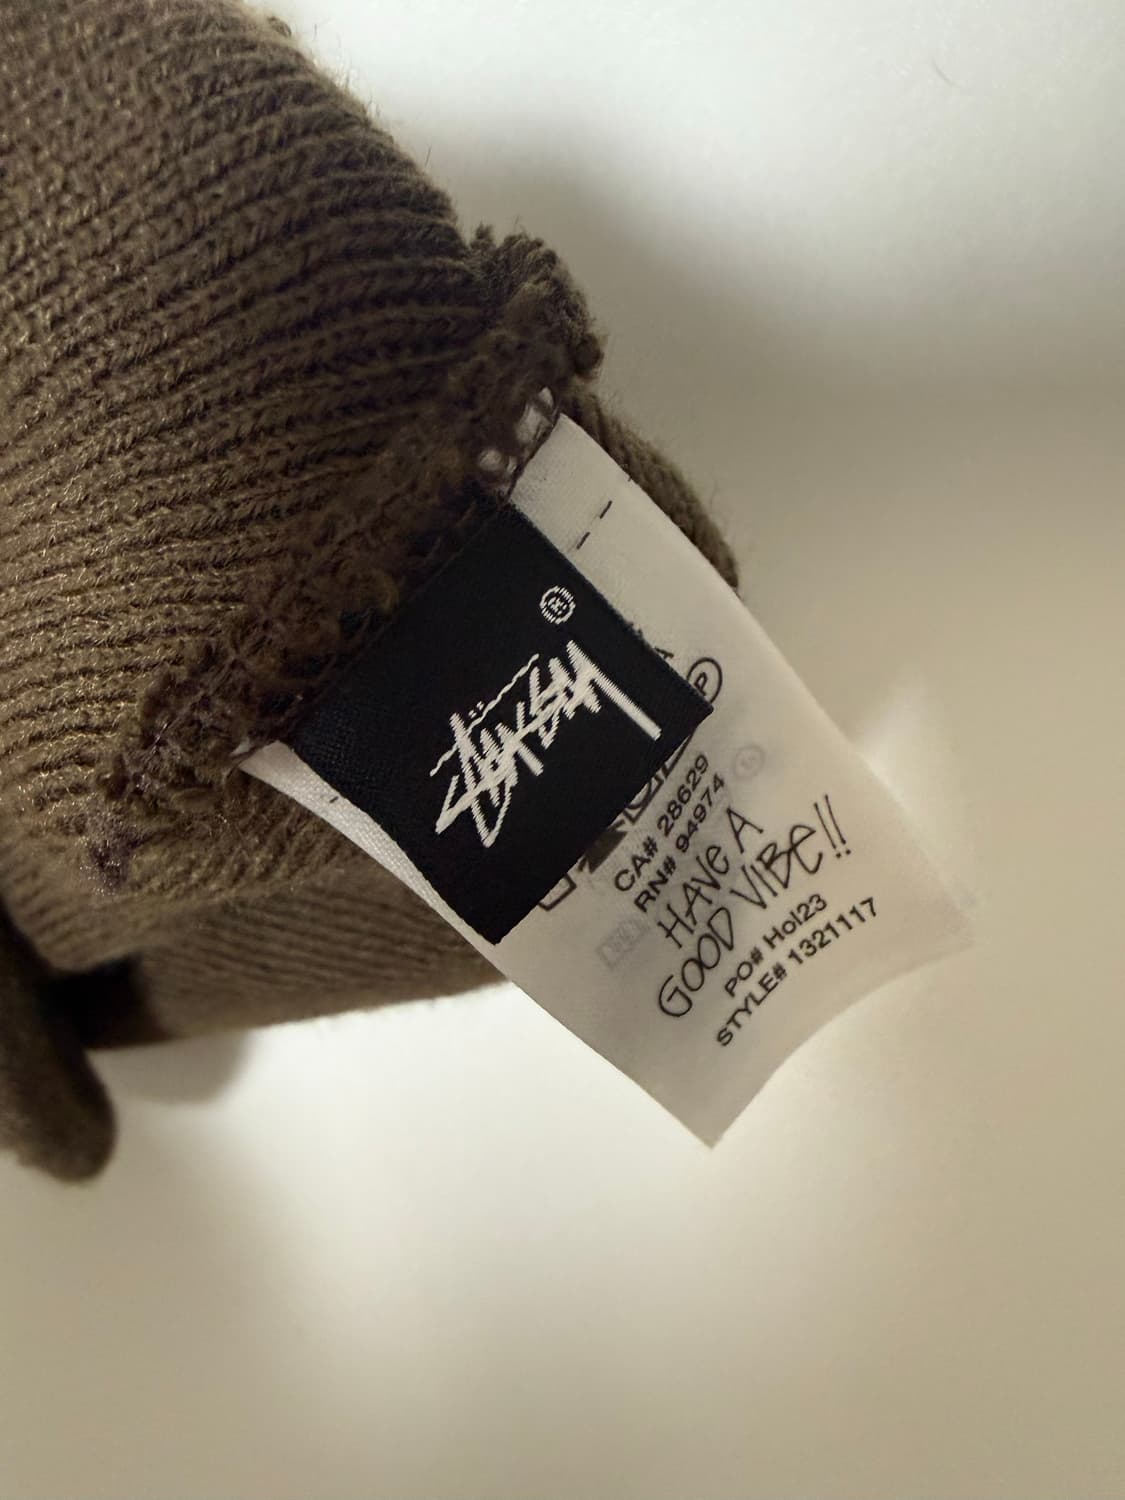 Stüssy ®
A
P
CA# 28629
RN# 94974
HAVE A
GOOD VIBE!!
PO# Hol23
STYLE# 1321117